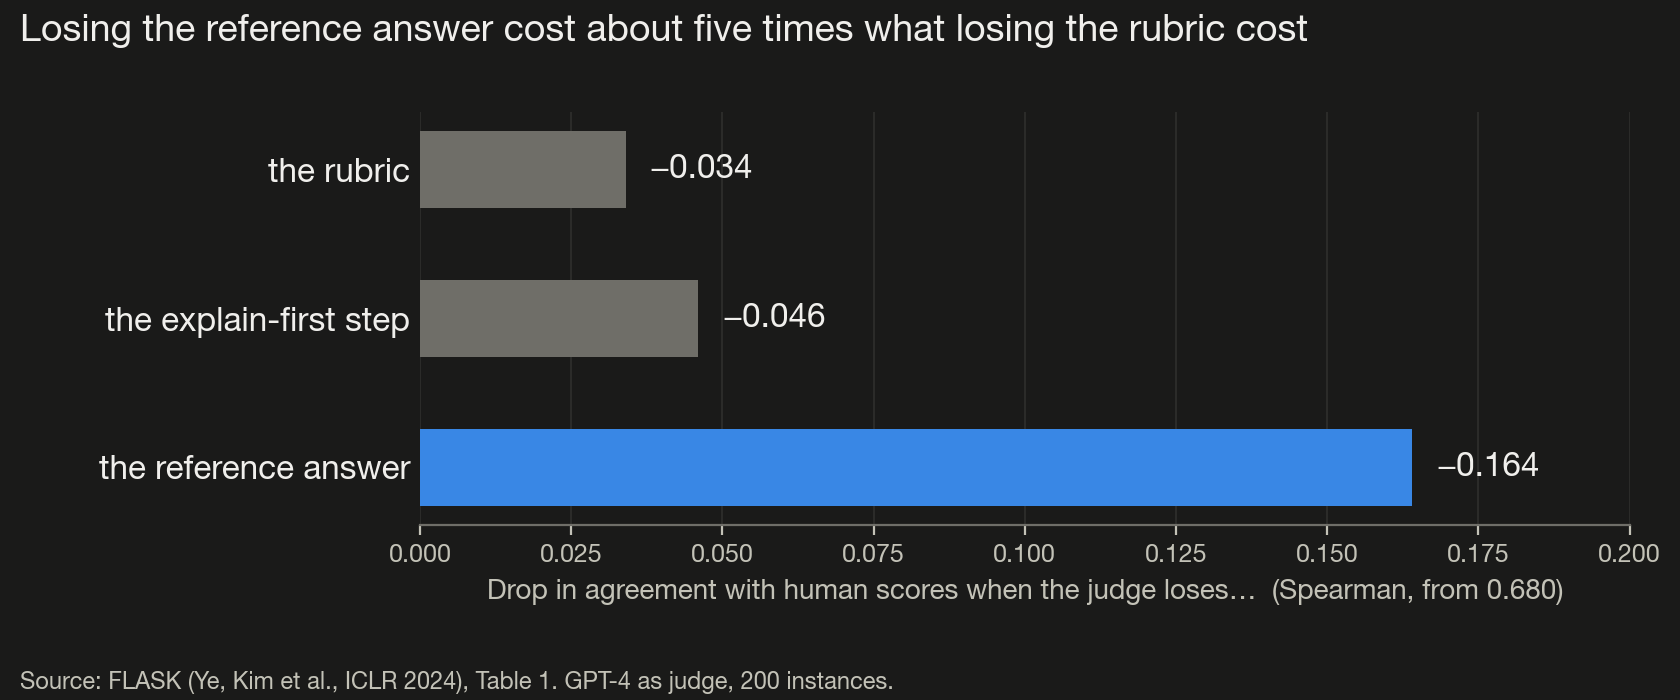 Losing the reference answer cost about five times what losing the rubric cost
the rubric
–0.034
the explain-first step
–0.046
the reference answer
–0.164
0.000 0.025 0.050 0.075 0.100 0.125 0.150 0.175 0.200
Drop in agreement with human scores when the judge loses… (Spearman, from 0.680)
Source: FLASK (Ye, Kim et al., ICLR 2024), Table 1. GPT-4 as judge, 200 instances.